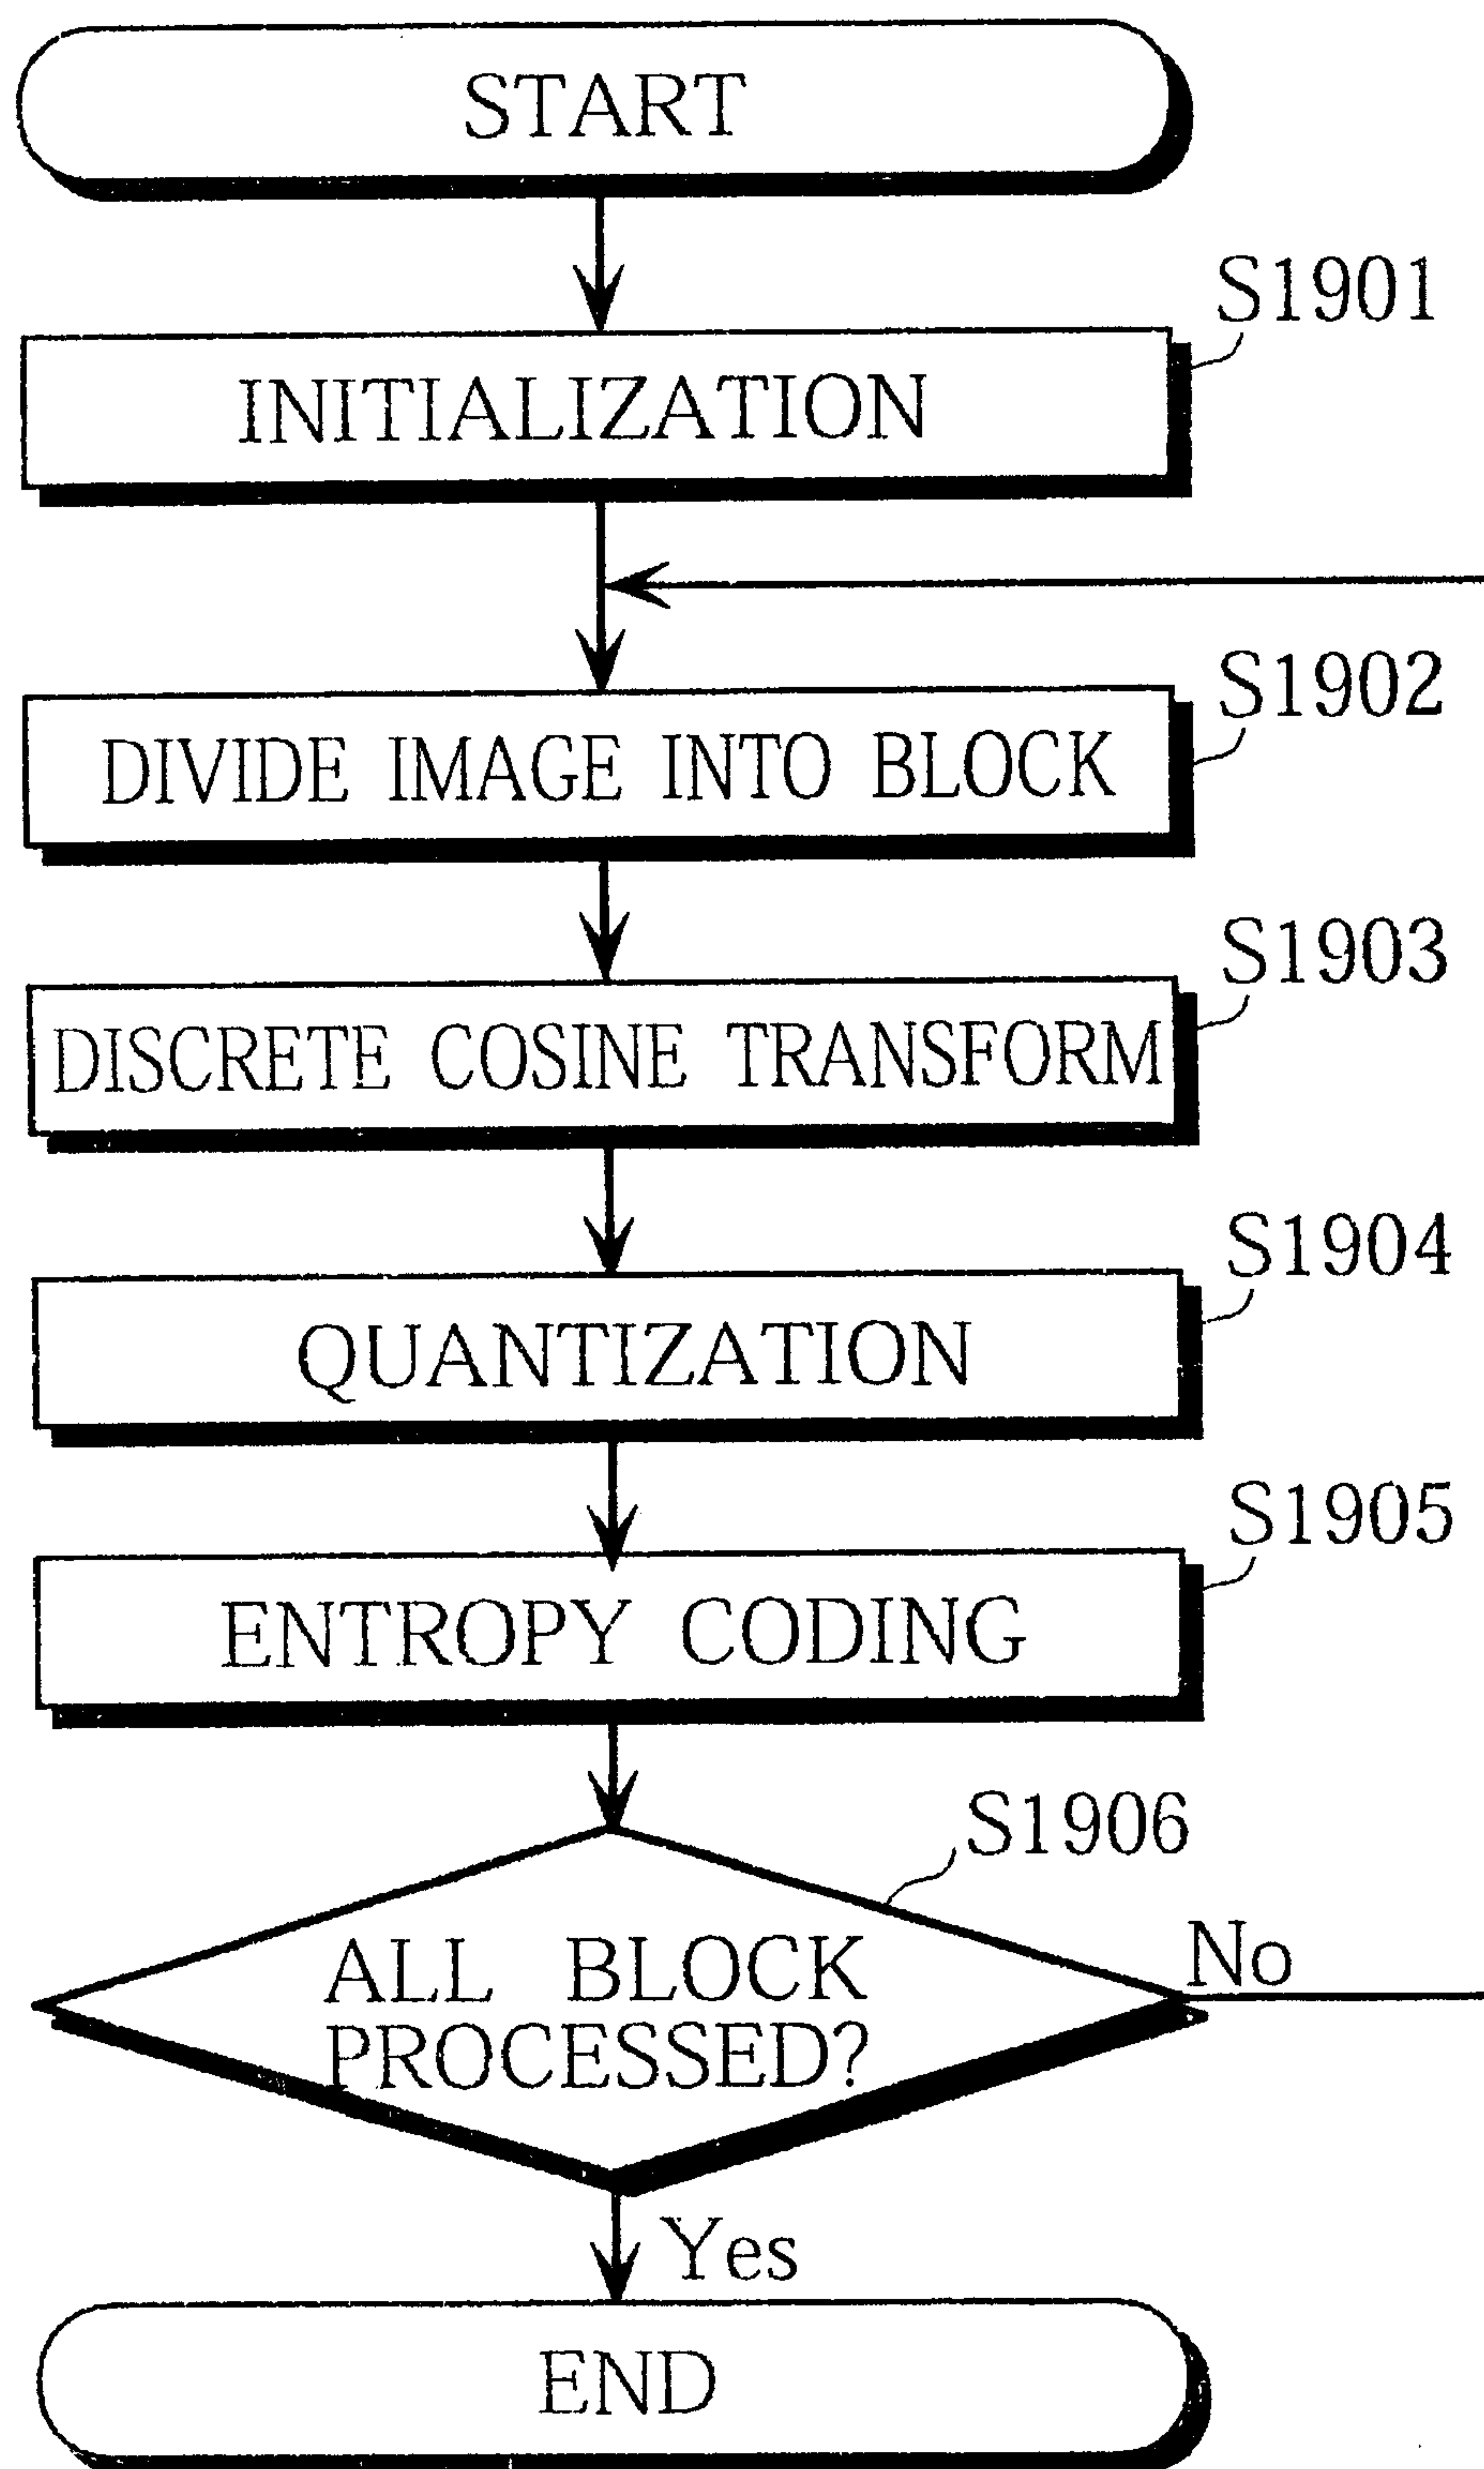 START
S1901
INITIALIZATION
S1902
DIVIDE IMAGE INTO BLOCK
S1903
DISCRETE COSINE TRANSFORM
S1904
QUANTIZATION
S1905
ENTROPY CODING
S1906
ALL BLOCK
PROCESSED?
No
Yes
END